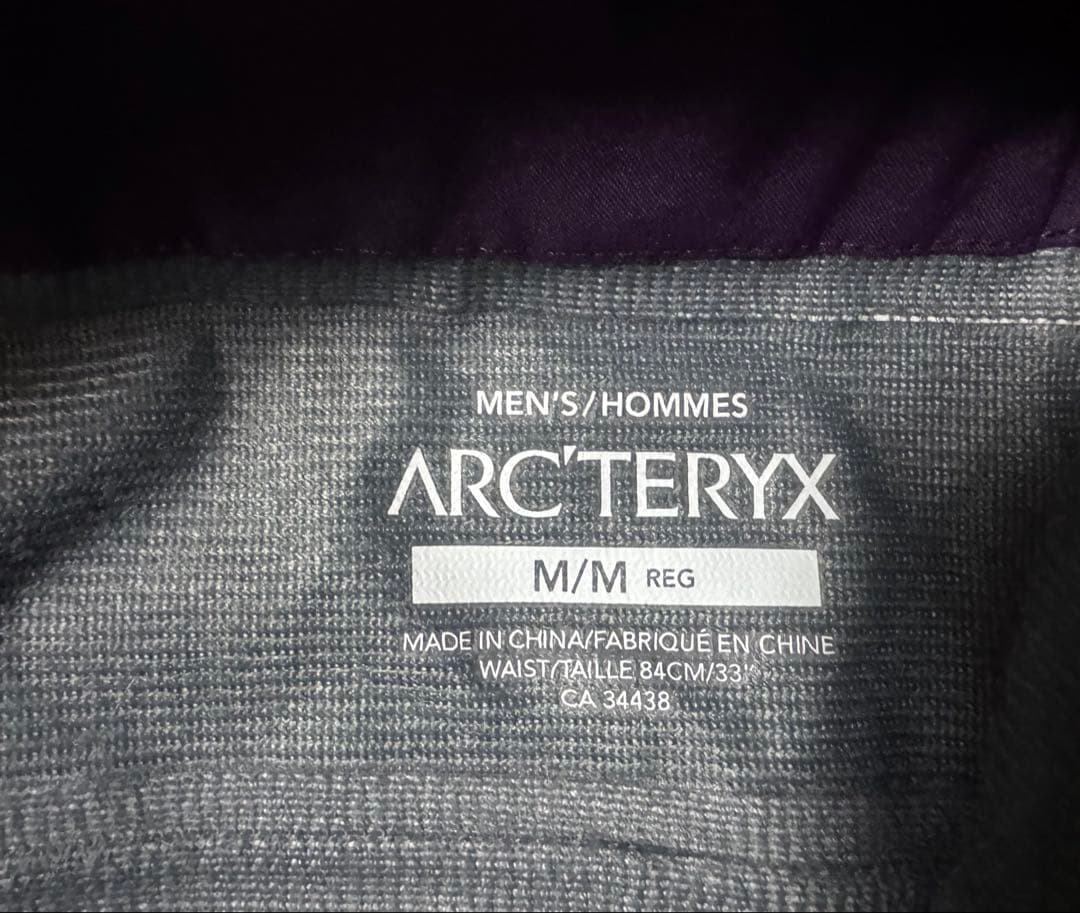 MEN'S/HOMMES
ARC'TERYX
M/M REG
MADE IN CHINA/FABRIQUÉ EN CHINE
WAIST/TAILLE 84CM/33"
CA 34438